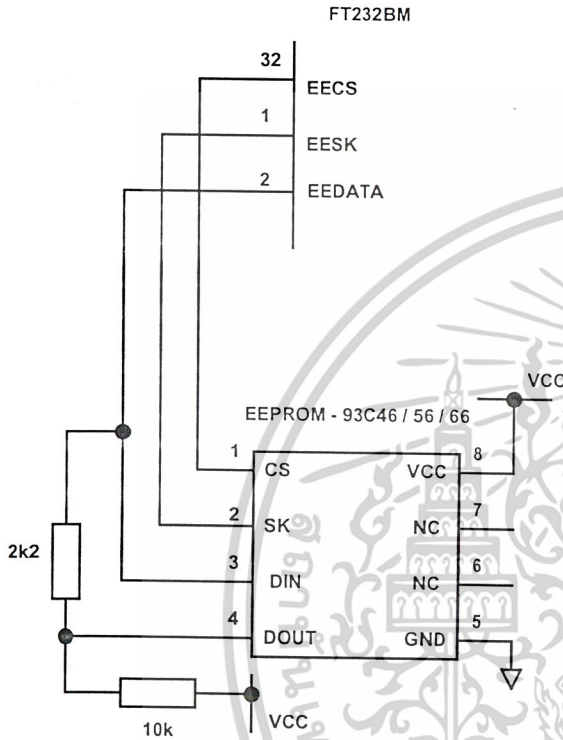 FT232BM
32
EECS
1
EESK
2
EEDATA
VCC
EEPROM - 93C46 / 56 / 66
1
CS
VCC
8
2
SK
NC
7
3
DIN
NC
6
4
DOUT
GND
5
2k2
10k
VCC